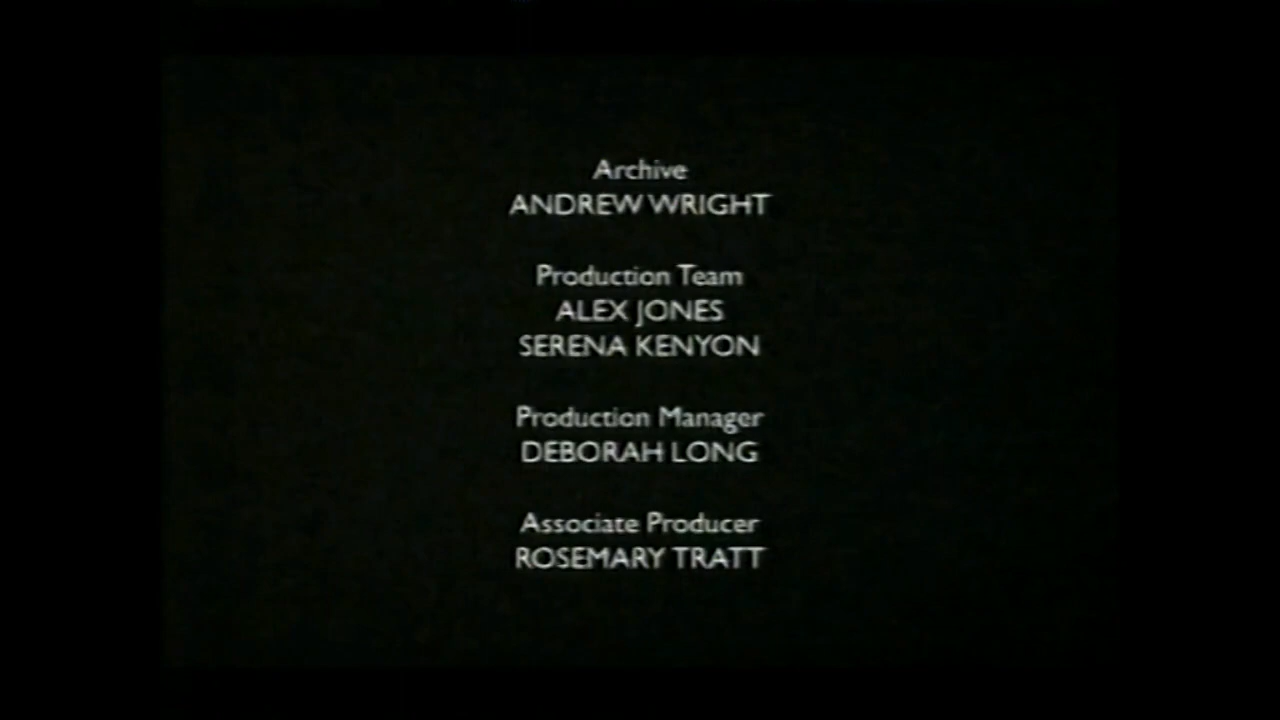 Archive
ANDREW WRIGHT
Production Team
ALEX JONES
SERENA KENYON
Production Manager
DEBORAH LONG
Associate Producer
ROSEMARY TRATT